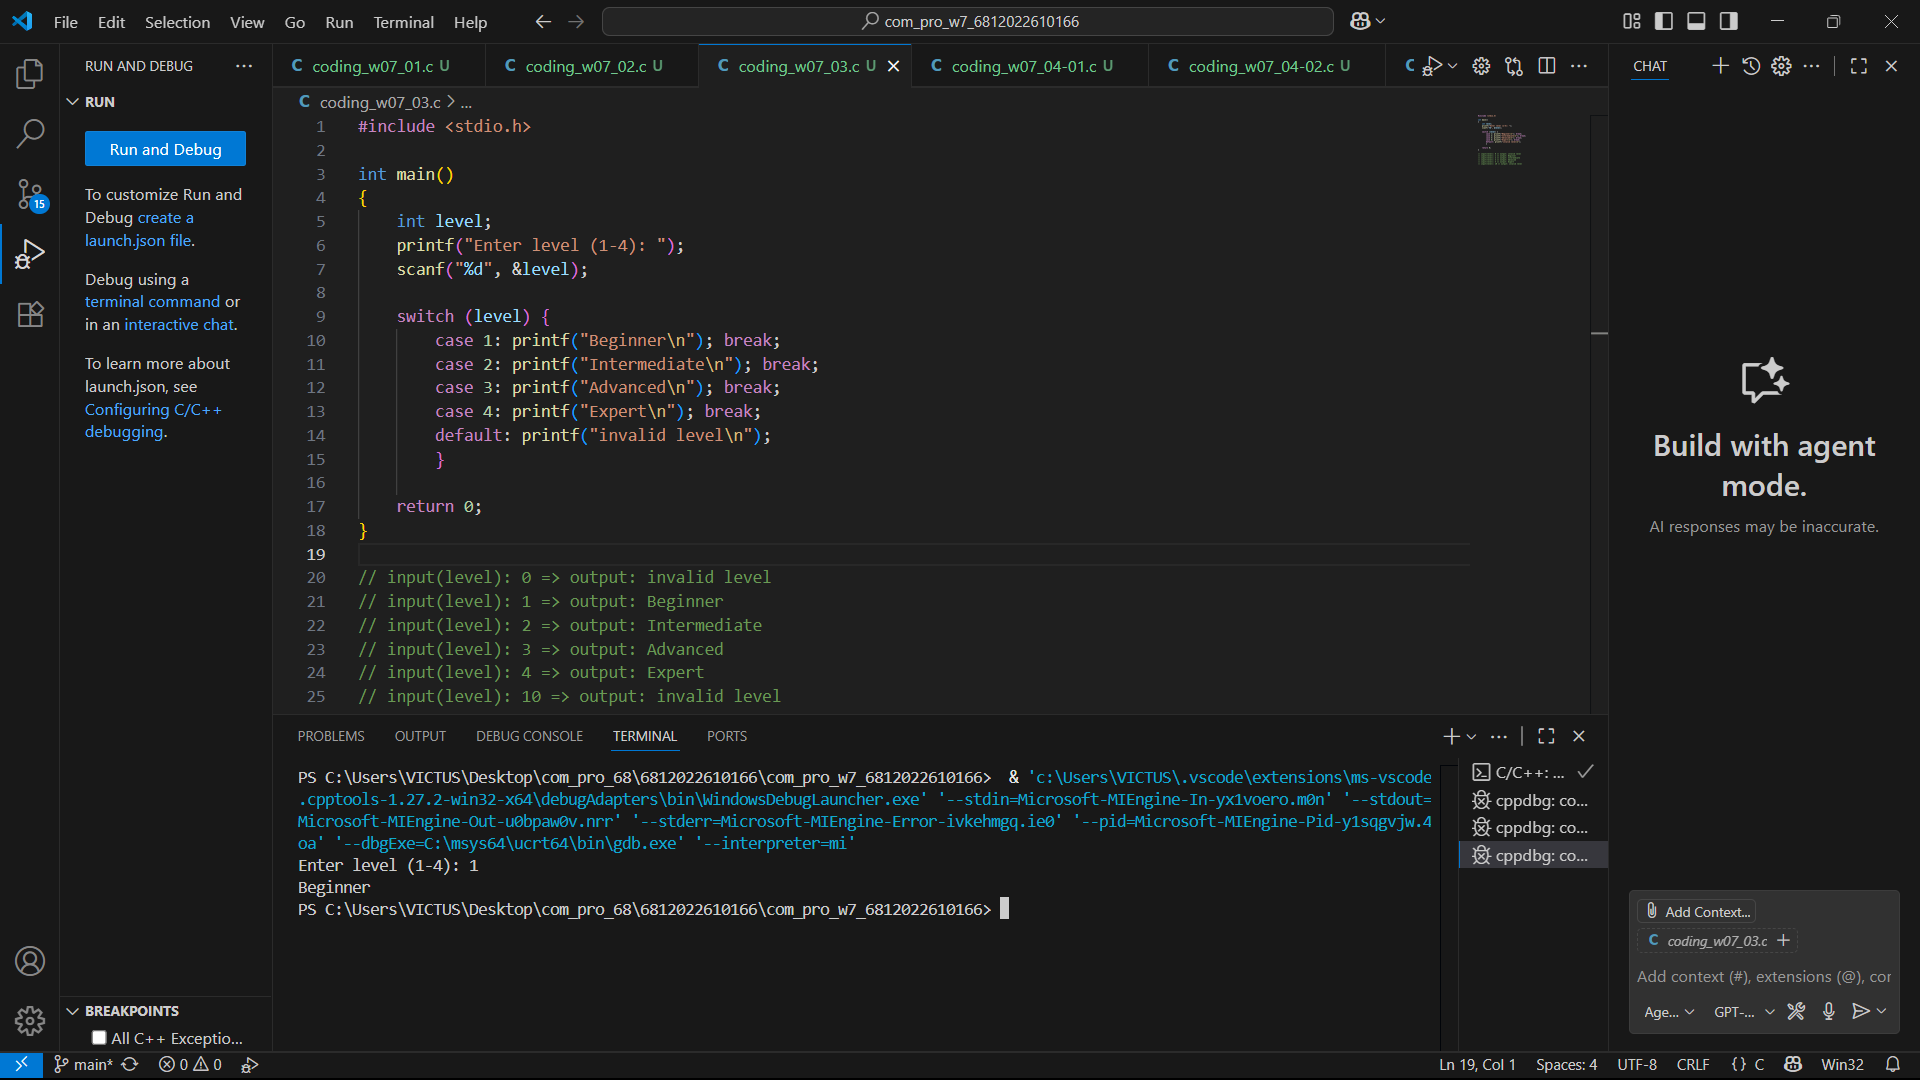 File Edit Selection View Go Run Terminal Help
com_pro_w7_6812022610166
RUN AND DEBUG
RUN
Run and Debug
To customize Run and
Debug create a
launch.json file.
Debug using a
terminal command or
in an interactive chat.
To learn more about
launch.json, see
Configuring C/C++
debugging.
BREAKPOINTS
All C++ Exceptio...
15
C coding_w07_01.c U
C coding_w07_02.c U
C coding_w07_03.c U
C coding_w07_04-01.c U
C coding_w07_04-02.c U
C
C coding_w07_03.c > ...
1 #include <stdio.h>
2
3 int main()
4 {
5 int level;
6 printf("Enter level (1-4): ");
7 scanf("%d", &level);
8
9 switch (level) {
10 case 1: printf("Beginner\n"); break;
11 case 2: printf("Intermediate\n"); break;
12 case 3: printf("Advanced\n"); break;
13 case 4: printf("Expert\n"); break;
14 default: printf("invalid level\n");
15 }
16
17 return 0;
18 }
19
20 // input(level): 0 => output: invalid level
21 // input(level): 1 => output: Beginner
22 // input(level): 2 => output: Intermediate
23 // input(level): 3 => output: Advanced
24 // input(level): 4 => output: Expert
25 // input(level): 10 => output: invalid level
PROBLEMS OUTPUT DEBUG CONSOLE TERMINAL PORTS
PS C:\Users\VICTUS\Desktop\com_pro_68\6812022610166\com_pro_w7_6812022610166>  & 'c:\Users\VICTUS\.vscode\extensions\ms-vscode
.cpptools-1.27.2-win32-x64\debugAdapters\bin\WindowsDebugLauncher.exe' '--stdin=Microsoft-MIEngine-In-yx1voero.m0n' '--stdout=
Microsoft-MIEngine-Out-u0bpaw0v.nrr' '--stderr=Microsoft-MIEngine-Error-ivkehmgq.ie0' '--pid=Microsoft-MIEngine-Pid-y1sqgvjw.4
oa' '--dbgExe=C:\msys64\ucrt64\bin\gdb.exe' '--interpreter=mi'
Enter level (1-4): 1
Beginner
PS C:\Users\VICTUS\Desktop\com_pro_68\6812022610166\com_pro_w7_6812022610166>
C/C++: ...
cppdbg: co...
cppdbg: co...
cppdbg: co...
CHAT
Build with agent
mode.
AI responses may be inaccurate.
Add Context...
C coding_w07_03.c
Add context (#), extensions (@), cor
Age... GPT-...
main* 0 0
Ln 19, Col 1 Spaces: 4 UTF-8 CRLF {} C Win32